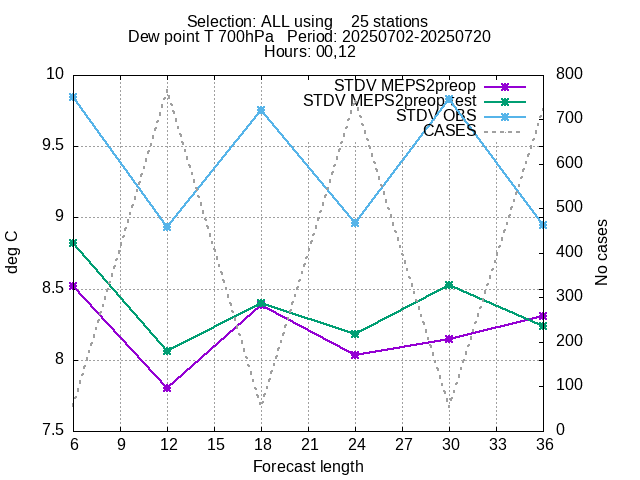 Selection: ALL using    25 stations
Dew point T 700hPa   Period: 20250702-20250720
Hours: 00,12
STDV MEPS2preop
STDV MEPS2preop_est
STDV OBS
CASES
10
9.5
9
8.5
8
7.5
deg C
800
700
600
500
400
300
200
100
0
No cases
6 9 12 15 18 21 24 27 30 33 36
Forecast length